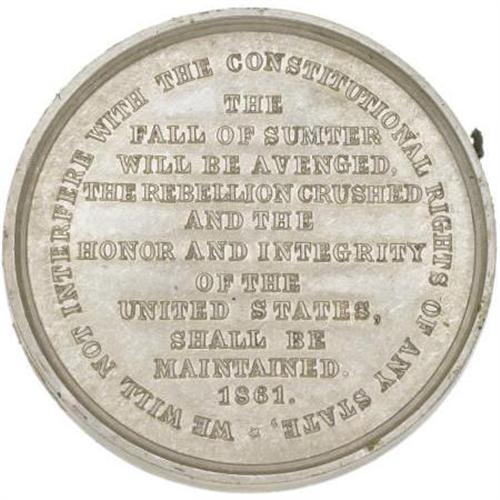 WE WILL NOT INTERFERE WITH THE CONSTITUTIONAL RIGHTS OF ANY STATE.
THE
FALL OF SUMTER
WILL BE AVENGED,
THE REBELLION CRUSHED
AND THE
HONOR AND INTEGRITY
OF THE
UNITED STATES,
SHALL BE
MAINTAINED.
1861.